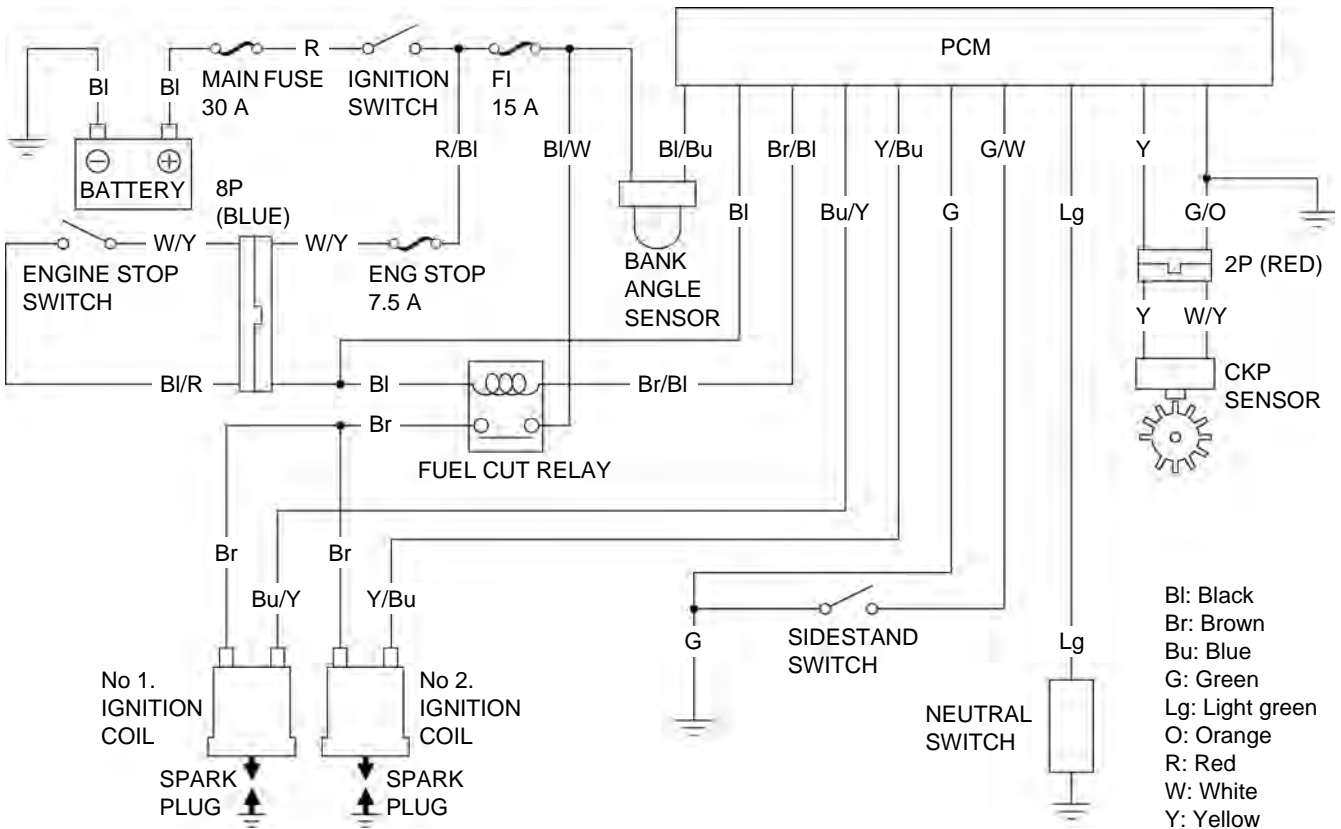 PCM
R
MAIN FUSE
30 A
IGNITION
SWITCH
FI
15 A
Bl
Bl
BATTERY
R/Bl
Bl/W
Bl/Bu
Br/Bl
Y/Bu
G/W
Y
8P
(BLUE)
Bl
Bu/Y
G
Lg
G/O
W/Y
W/Y
ENGINE STOP
SWITCH
ENG STOP
7.5 A
BANK
ANGLE
SENSOR
2P (RED)
Y
W/Y
Bl/R
Bl
Br/Bl
CKP
SENSOR
Br
FUEL CUT RELAY
Br
Br
Bu/Y
Y/Bu
G
SIDESTAND
SWITCH
Lg
No 1.
IGNITION
COIL
No 2.
IGNITION
COIL
NEUTRAL
SWITCH
SPARK
PLUG
SPARK
PLUG
Bl: Black
Br: Brown
Bu: Blue
G: Green
Lg: Light green
O: Orange
R: Red
W: White
Y: Yellow